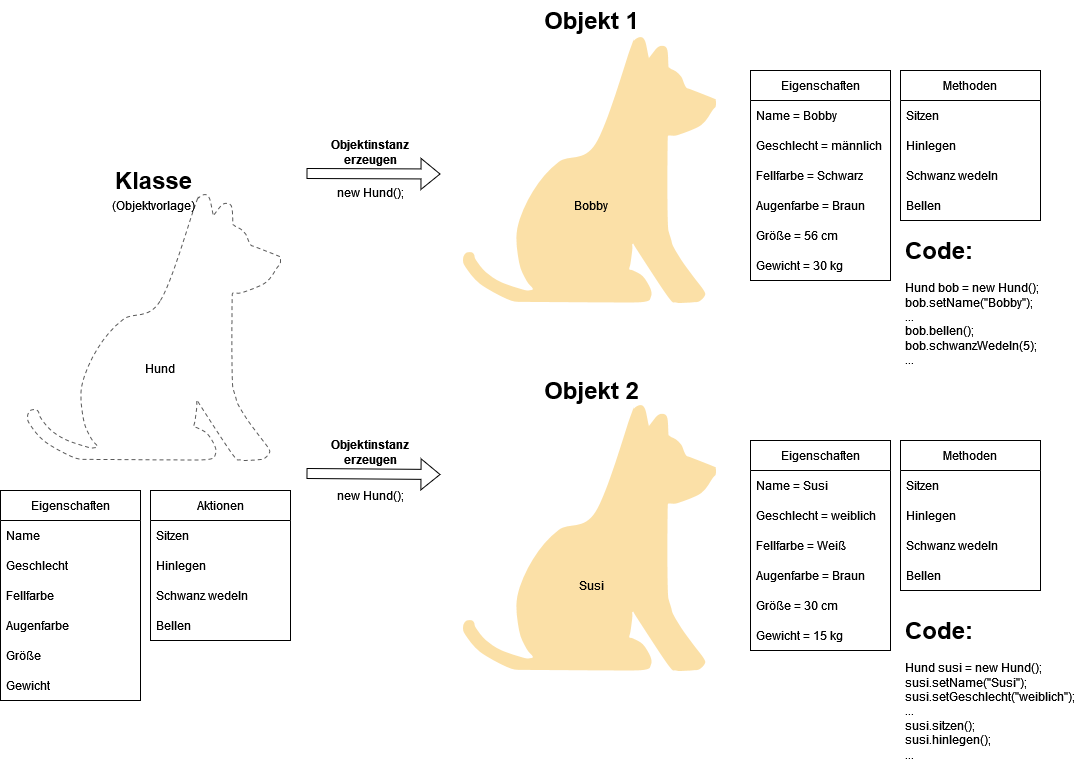 Klasse
(Objektvorlage)
Hund
Eigenschaften
Name
Geschlecht
Fellfarbe
Augenfarbe
Größe
Gewicht
Aktionen
Sitzen
Hinlegen
Schwanz wedeln
Bellen
Objektinstanz
erzeugen
new Hund();
Objekt 1
Bobby
Eigenschaften
Name = Bobby
Geschlecht = männlich
Fellfarbe = Schwarz
Augenfarbe = Braun
Größe = 56 cm
Gewicht = 30 kg
Methoden
Sitzen
Hinlegen
Schwanz wedeln
Bellen
Code:
Hund bob = new Hund();
bob.setName("Bobby");
...
bob.bellen();
bob.schwanzWedeln(5);
...
Objektinstanz
erzeugen
new Hund();
Objekt 2
Susi
Eigenschaften
Name = Susi
Geschlecht = weiblich
Fellfarbe = Weiß
Augenfarbe = Braun
Größe = 30 cm
Gewicht = 15 kg
Methoden
Sitzen
Hinlegen
Schwanz wedeln
Bellen
Code:
Hund susi = new Hund();
susi.setName("Susi");
susi.setGeschlecht("weiblich");
...
susi.sitzen();
susi.hinlegen();
...